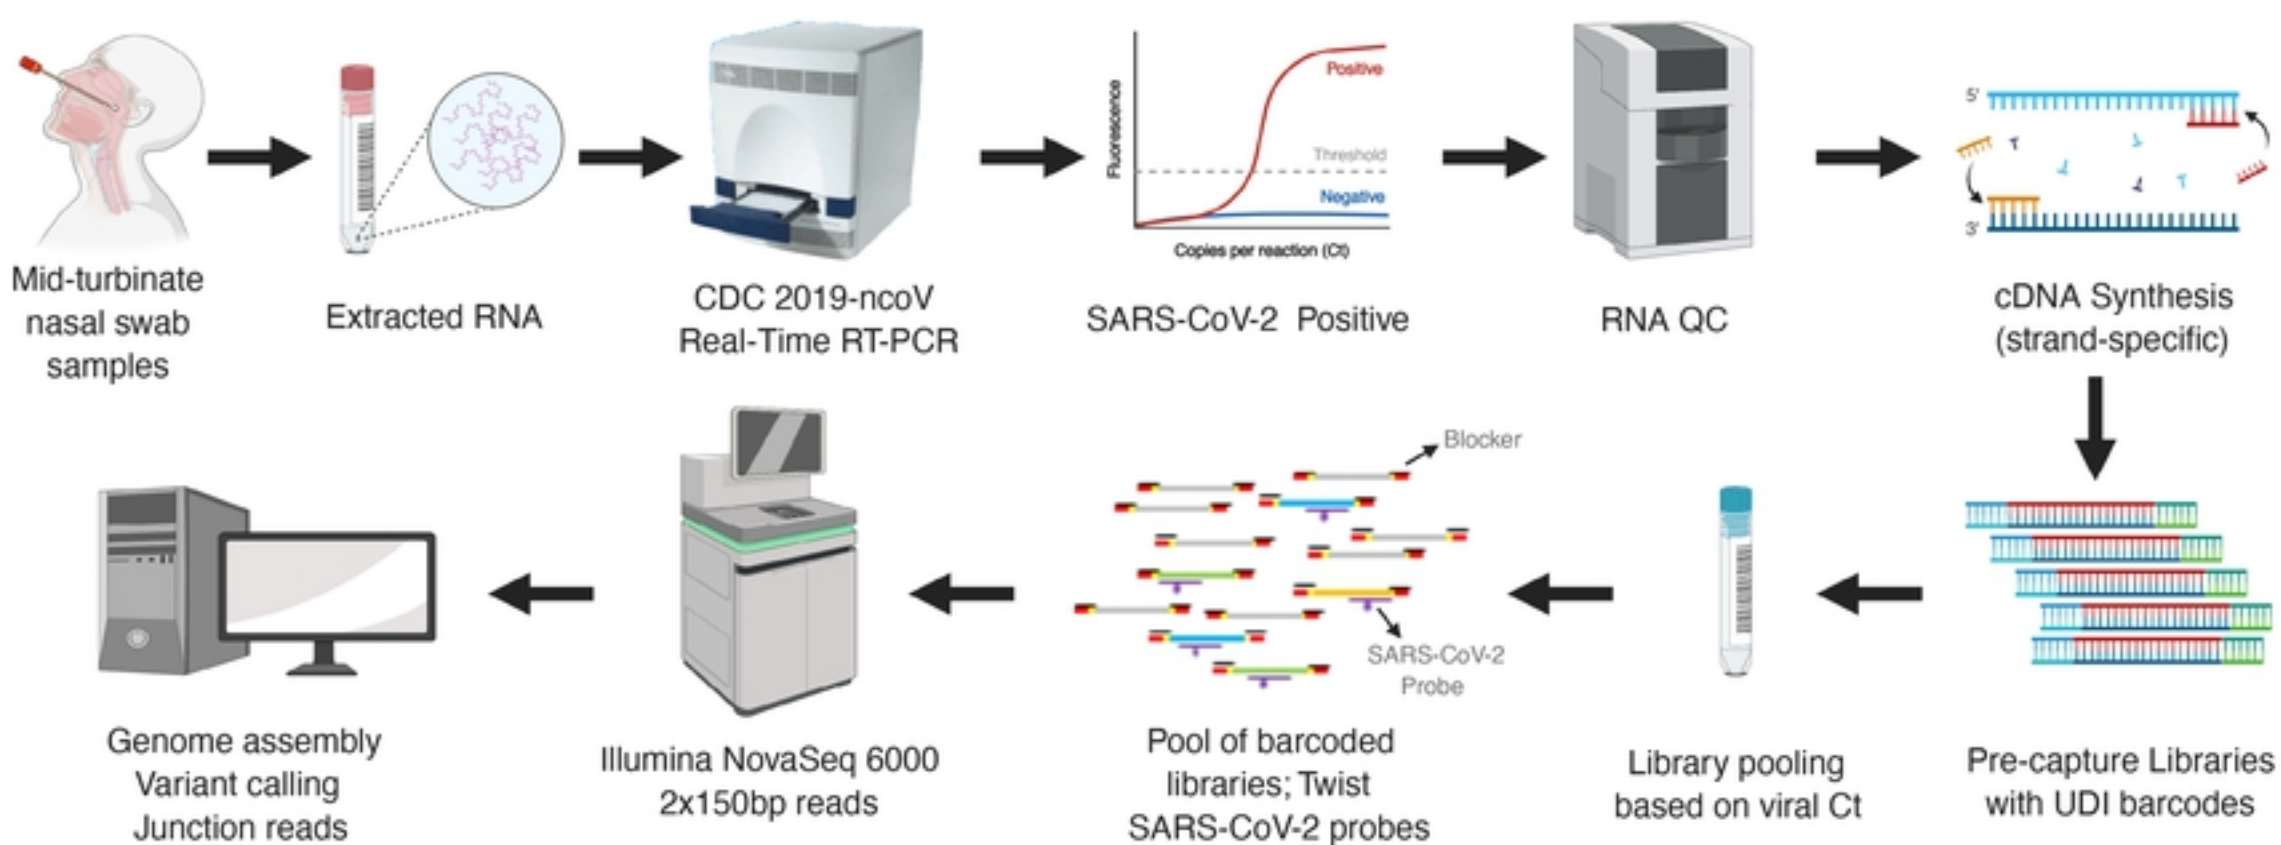 Mid-turbinate
nasal swab
samples
Extracted RNA
CDC 2019-ncoV
Real-Time RT-PCR
Fluorescence
Positive
Threshold
Negative
Copies per reaction (Ct)
SARS-CoV-2 Positive
RNA QC
5'
3'
cDNA Synthesis
(strand-specific)
Pre-capture Libraries
with UDI barcodes
Library pooling
based on viral Ct
Blocker
SARS-CoV-2
Probe
Pool of barcoded
libraries; Twist
SARS-CoV-2 probes
Illumina NovaSeq 6000
2x150bp reads
Genome assembly
Variant calling
Junction reads